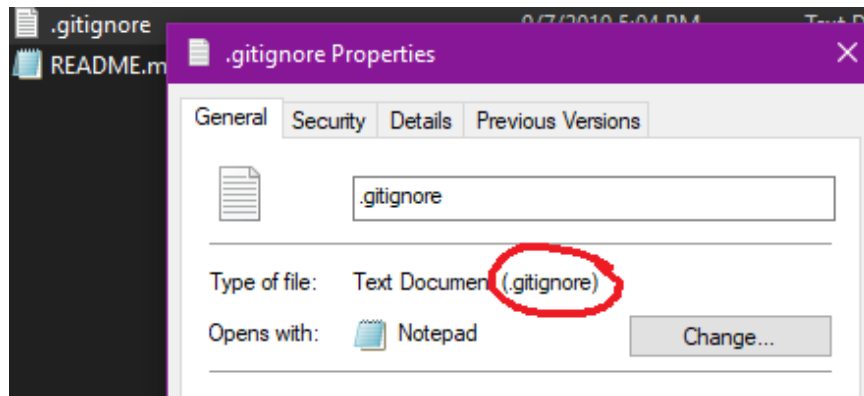 .gitignore
README.m
.gitignore Properties
General Security Details Previous Versions
.gitignore
Type of file: Text Document (.gitignore)
Opens with: Notepad Change...